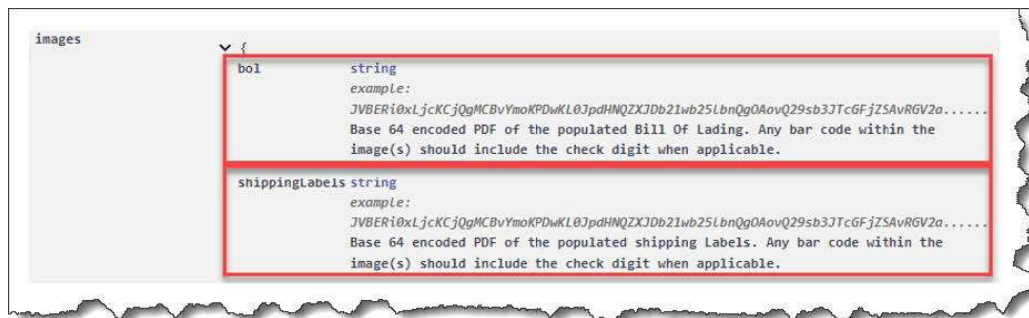 images
{
bol string
example:
JVBERi0xLjcKCjQgMCBvYmoKPDwKL0JpdHNQZXJDb21wb25lbnQgOAovQ29sb3JTcGFjZSAvRGV2a......
Base 64 encoded PDF of the populated Bill Of Lading. Any bar code within the
image(s) should include the check digit when applicable.
shippingLabels string
example:
JVBERi0xLjcKCjQgMCBvYmoKPDwKL0JpdHNQZXJDb21wb25lbnQgOAovQ29sb3JTcGFjZSAvRGV2a......
Base 64 encoded PDF of the populated shipping Labels. Any bar code within the
image(s) should include the check digit when applicable.